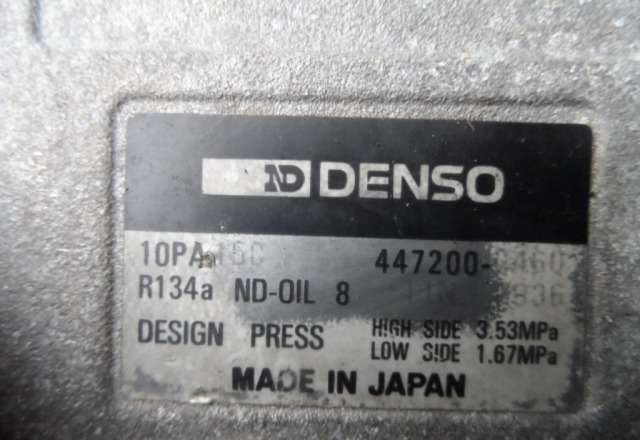 ND DENSO
10PA15C 447200-
R134a ND-OIL 8
DESIGN PRESS HIGH SIDE 3.53MPa
LOW SIDE 1.67MPa
MADE IN JAPAN